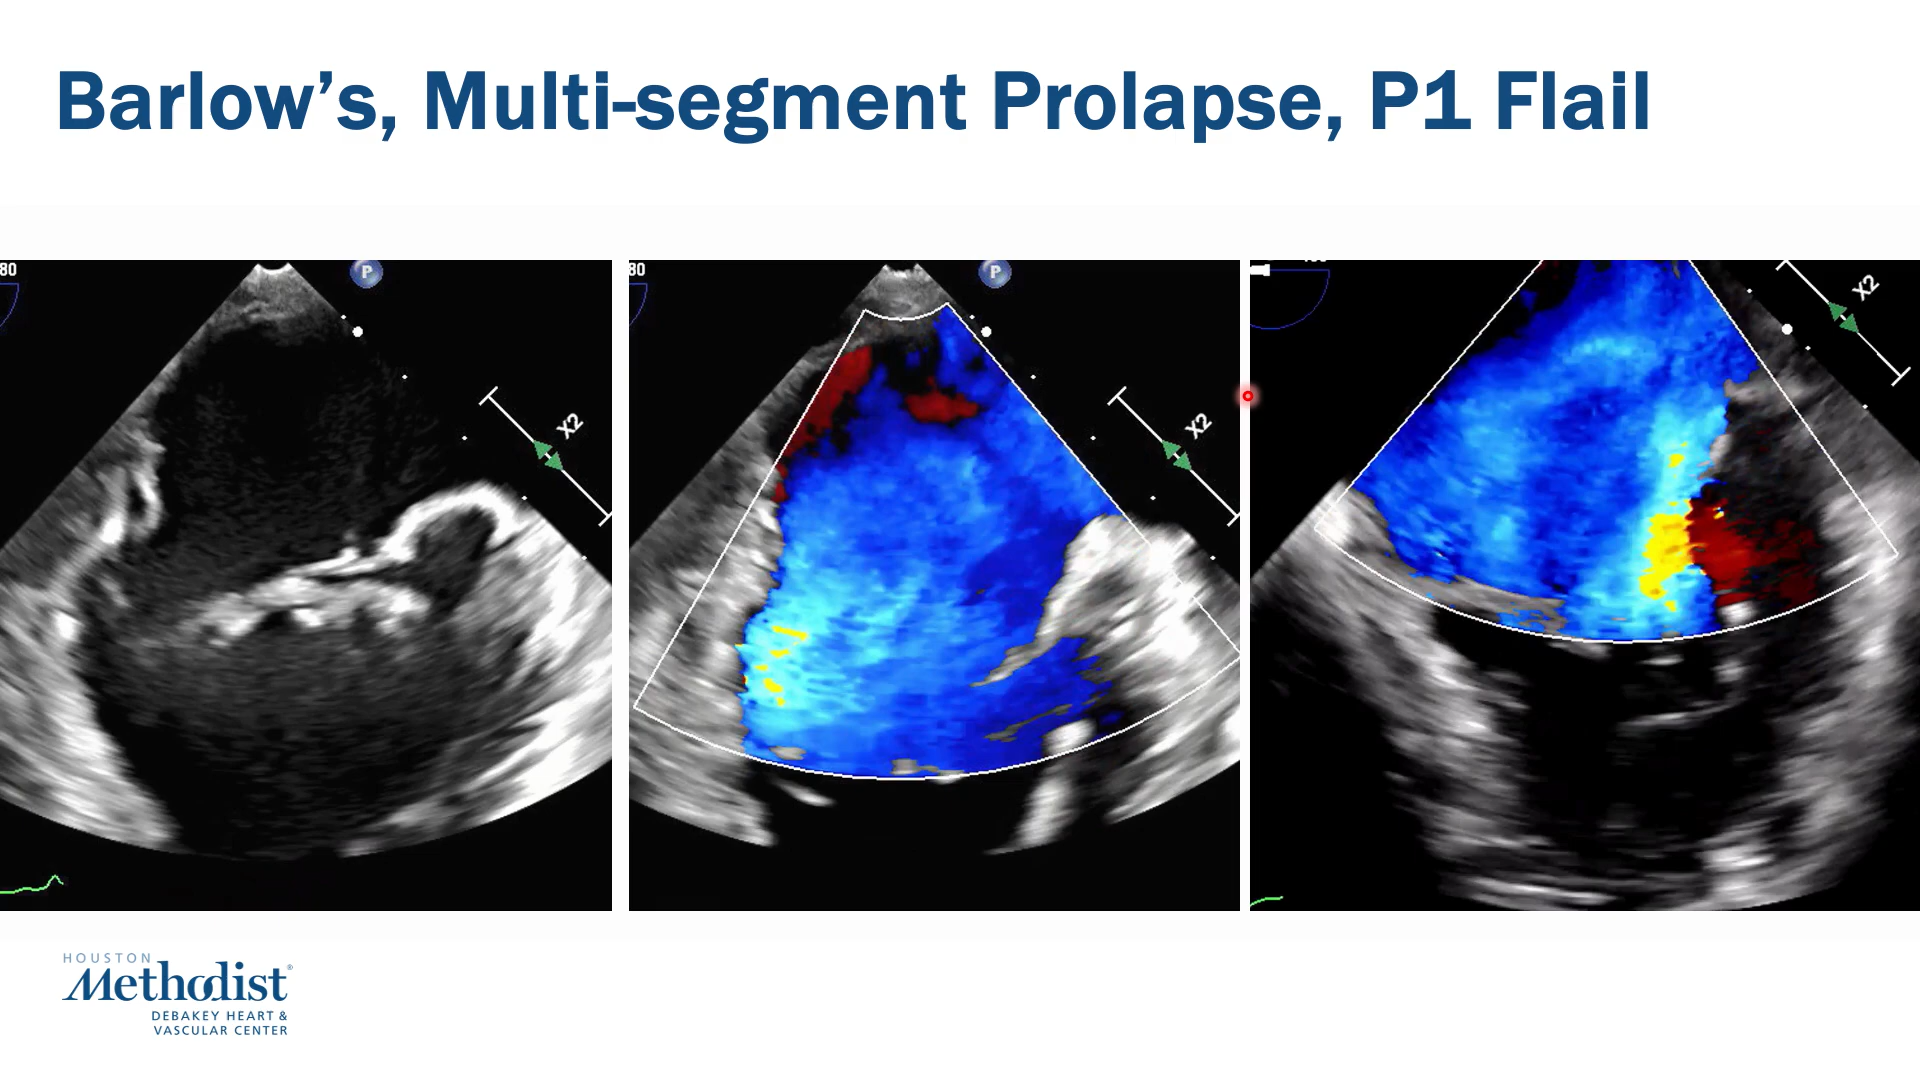 Barlow’s, Multi-segment Prolapse, P1 Flail
80
P
X2
80
P
X2
X2
HOUSTON
Methodist®
DEBAKEY HEART &
VASCULAR CENTER